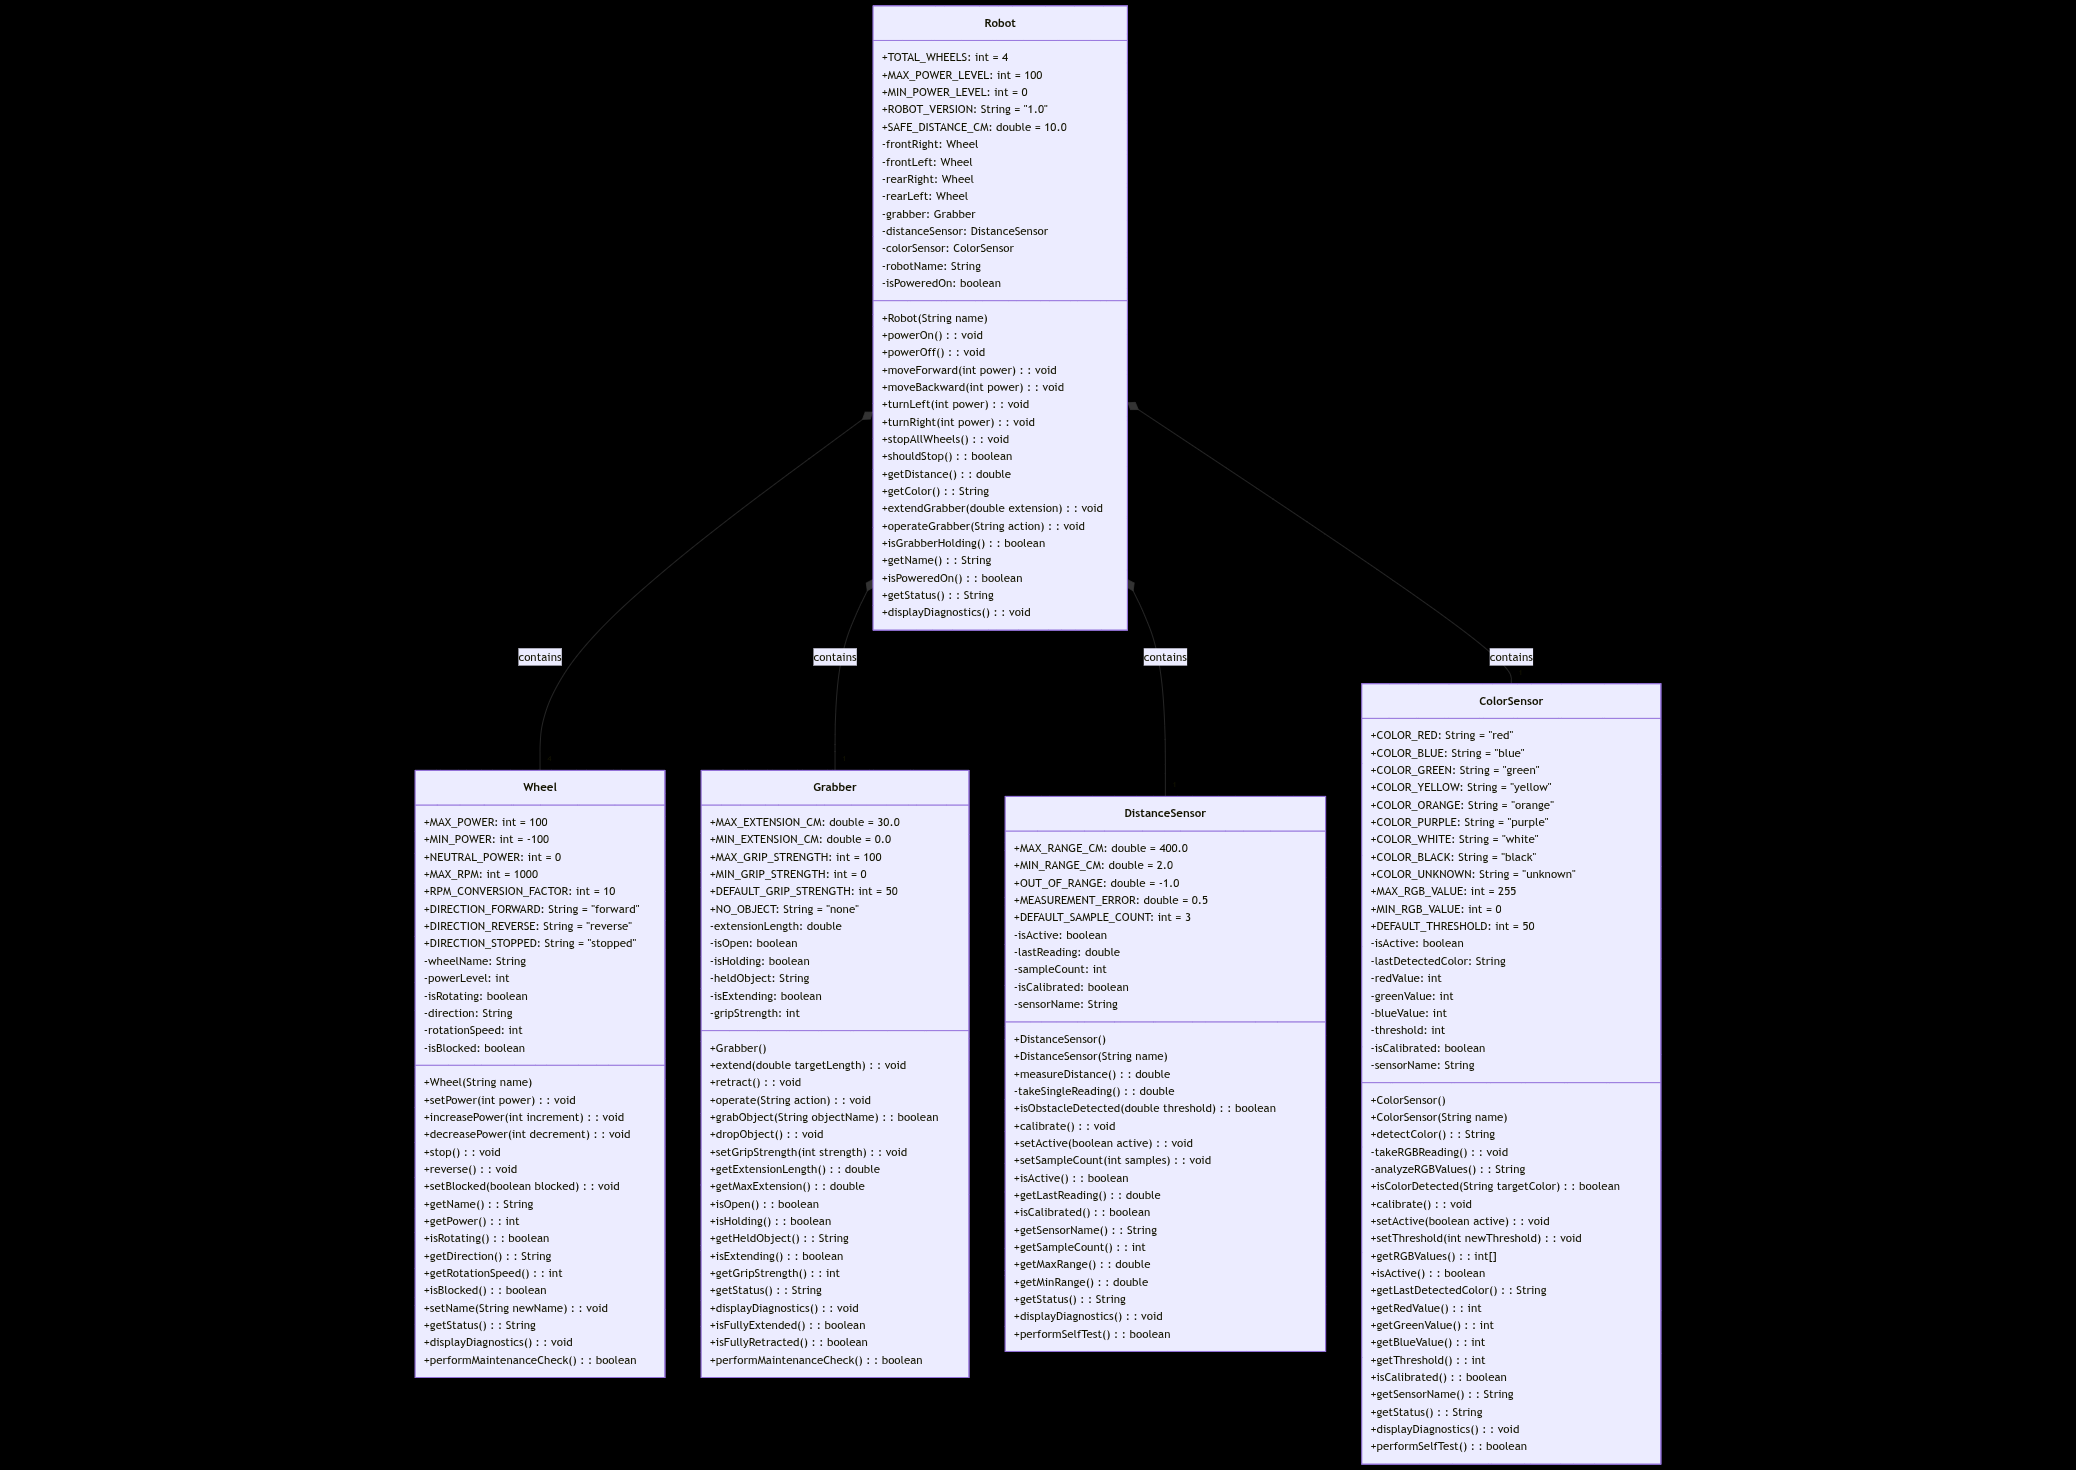 Robot
+TOTAL_WHEELS: int = 4
+MAX_POWER_LEVEL: int = 100
+MIN_POWER_LEVEL: int = 0
+ROBOT_VERSION: String = "1.0"
+SAFE_DISTANCE_CM: double = 10.0
-frontRight: Wheel
-frontLeft: Wheel
-rearRight: Wheel
-rearLeft: Wheel
-grabber: Grabber
-distanceSensor: DistanceSensor
-colorSensor: ColorSensor
-robotName: String
-isPoweredOn: boolean
+Robot(String name)
+powerOn() : : void
+powerOff() : : void
+moveForward(int power) : : void
+moveBackward(int power) : : void
+turnLeft(int power) : : void
+turnRight(int power) : : void
+stopAllWheels() : : void
+shouldStop() : : boolean
+getDistance() : : double
+getColor() : : String
+extendGrabber(double extension) : : void
+operateGrabber(String action) : : void
+isGrabberHolding() : : boolean
+getName() : : String
+isPoweredOn() : : boolean
+getStatus() : : String
+displayDiagnostics() : : void
contains
contains
contains
contains
Wheel
+MAX_POWER: int = 100
+MIN_POWER: int = -100
+NEUTRAL_POWER: int = 0
+MAX_RPM: int = 1000
+RPM_CONVERSION_FACTOR: int = 10
+DIRECTION_FORWARD: String = "forward"
+DIRECTION_REVERSE: String = "reverse"
+DIRECTION_STOPPED: String = "stopped"
-wheelName: String
-powerLevel: int
-isRotating: boolean
-direction: String
-rotationSpeed: int
-isBlocked: boolean
+Wheel(String name)
+setPower(int power) : : void
+increasePower(int increment) : : void
+decreasePower(int decrement) : : void
+stop() : : void
+reverse() : : void
+setBlocked(boolean blocked) : : void
+getName() : : String
+getPower() : : int
+isRotating() : : boolean
+getDirection() : : String
+getRotationSpeed() : : int
+isBlocked() : : boolean
+setName(String newName) : : void
+getStatus() : : String
+displayDiagnostics() : : void
+performMaintenanceCheck() : : boolean
Grabber
+MAX_EXTENSION_CM: double = 30.0
+MIN_EXTENSION_CM: double = 0.0
+MAX_GRIP_STRENGTH: int = 100
+MIN_GRIP_STRENGTH: int = 0
+DEFAULT_GRIP_STRENGTH: int = 50
+NO_OBJECT: String = "none"
-extensionLength: double
-isOpen: boolean
-isHolding: boolean
-heldObject: String
-isExtending: boolean
-gripStrength: int
+Grabber()
+extend(double targetLength) : : void
+retract() : : void
+operate(String action) : : void
+grabObject(String objectName) : : boolean
+dropObject() : : void
+setGripStrength(int strength) : : void
+getExtensionLength() : : double
+getMaxExtension() : : double
+isOpen() : : boolean
+isHolding() : : boolean
+getHeldObject() : : String
+isExtending() : : boolean
+getGripStrength() : : int
+getStatus() : : String
+displayDiagnostics() : : void
+isFullyExtended() : : boolean
+isFullyRetracted() : : boolean
+performMaintenanceCheck() : : boolean
DistanceSensor
+MAX_RANGE_CM: double = 400.0
+MIN_RANGE_CM: double = 2.0
+OUT_OF_RANGE: double = -1.0
+MEASUREMENT_ERROR: double = 0.5
+DEFAULT_SAMPLE_COUNT: int = 3
-isActive: boolean
-lastReading: double
-sampleCount: int
-isCalibrated: boolean
-sensorName: String
+DistanceSensor()
+DistanceSensor(String name)
+measureDistance() : : double
-takeSingleReading() : : double
+isObstacleDetected(double threshold) : : boolean
+calibrate() : : void
+setActive(boolean active) : : void
+setSampleCount(int samples) : : void
+isActive() : : boolean
+getLastReading() : : double
+isCalibrated() : : boolean
+getSensorName() : : String
+getSampleCount() : : int
+getMaxRange() : : double
+getMinRange() : : double
+getStatus() : : String
+displayDiagnostics() : : void
+performSelfTest() : : boolean
ColorSensor
+COLOR_RED: String = "red"
+COLOR_BLUE: String = "blue"
+COLOR_GREEN: String = "green"
+COLOR_YELLOW: String = "yellow"
+COLOR_ORANGE: String = "orange"
+COLOR_PURPLE: String = "purple"
+COLOR_WHITE: String = "white"
+COLOR_BLACK: String = "black"
+COLOR_UNKNOWN: String = "unknown"
+MAX_RGB_VALUE: int = 255
+MIN_RGB_VALUE: int = 0
+DEFAULT_THRESHOLD: int = 50
-isActive: boolean
-lastDetectedColor: String
-redValue: int
-greenValue: int
-blueValue: int
-threshold: int
-isCalibrated: boolean
-sensorName: String
+ColorSensor()
+ColorSensor(String name)
+detectColor() : : String
-takeRGBReading() : : void
-analyzeRGBValues() : : String
+isColorDetected(String targetColor) : : boolean
+calibrate() : : void
+setActive(boolean active) : : void
+setThreshold(int newThreshold) : : void
+getRGBValues() : : int[]
+isActive() : : boolean
+getLastDetectedColor() : : String
+getRedValue() : : int
+getGreenValue() : : int
+getBlueValue() : : int
+getThreshold() : : int
+isCalibrated() : : boolean
+getSensorName() : : String
+getStatus() : : String
+displayDiagnostics() : : void
+performSelfTest() : : boolean